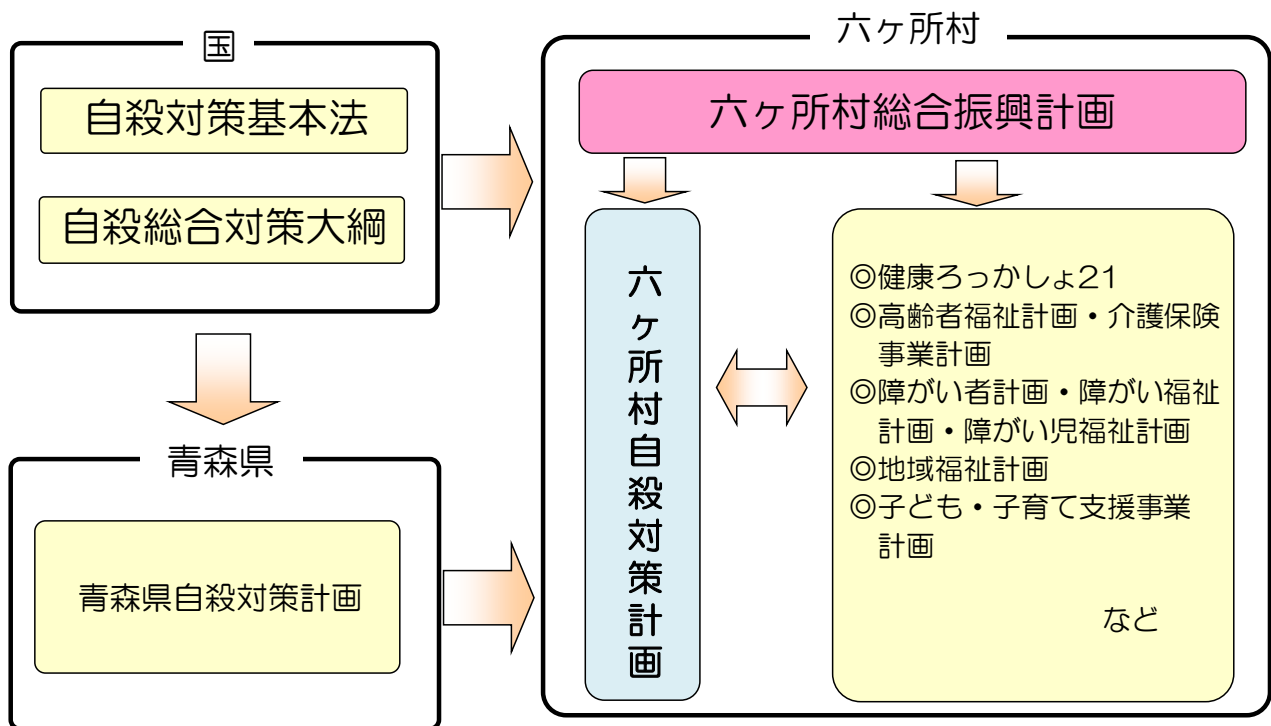 国
自殺対策基本法
自殺総合対策大綱
青森県
青森県自殺対策計画
六ヶ所村
六ヶ所村総合振興計画
六ヶ所村自殺対策計画
◎健康ろっかしょ21
◎高齢者福祉計画・介護保険
事業計画
◎障がい者計画・障がい福祉
計画・障がい児福祉計画
◎地域福祉計画
◎子ども・子育て支援事業
計画
など